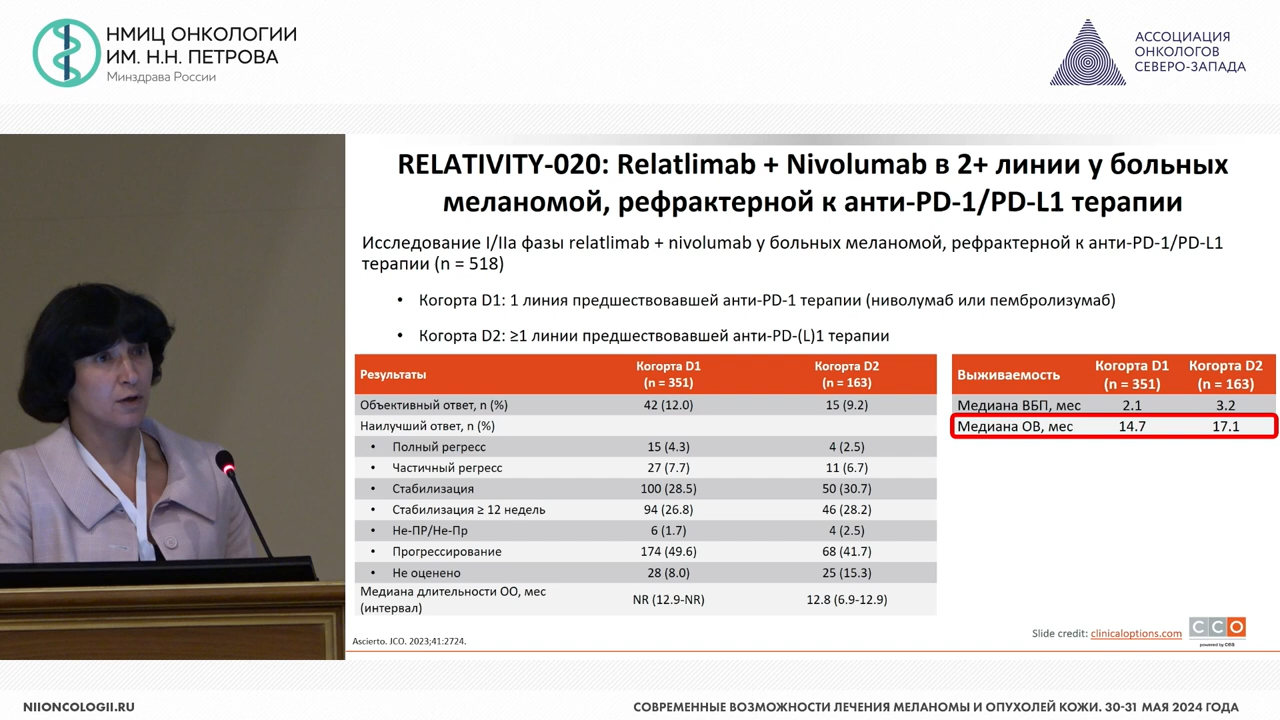 НМИЦ ОНКОЛОГИИ
ИМ. Н.Н. ПЕТРОВА
Минздрава России
АССОЦИАЦИЯ
ОНКОЛОГОВ
СЕВЕРО-ЗАПАДА
RELATIVITY-020: Relatlimab + Nivolumab в 2+ линии у больных
меланомой, рефрактерной к анти-PD-1/PD-L1 терапии
Исследование I/IIa фазы relatlimab + nivolumab у больных меланомой, рефрактерной к анти-PD-1/PD-L1
терапии (n = 518)
• Когорта D1: 1 линия предшествовавшей анти-PD-1 терапии (ниволумаб или пембролизумаб)
• Когорта D2: ≥1 линии предшествовавшей анти-PD-(L)1 терапии
Результаты Когорта D1 (n = 351) Когорта D2 (n = 163)
Объективный ответ, n (%) 42 (12.0) 15 (9.2)
Наилучший ответ, n (%)
• Полный регресс 15 (4.3) 4 (2.5)
• Частичный регресс 27 (7.7) 11 (6.7)
• Стабилизация 100 (28.5) 50 (30.7)
• Стабилизация ≥ 12 недель 94 (26.8) 46 (28.2)
• Не-ПР/Не-Пр 6 (1.7) 4 (2.5)
• Прогрессирование 174 (49.6) 68 (41.7)
• Не оценено 28 (8.0) 25 (15.3)
Медиана длительности ОО, мес
(интервал) NR (12.9-NR) 12.8 (6.9-12.9)
Выживаемость Когорта D1 (n = 351) Когорта D2 (n = 163)
Медиана ВБП, мес 2.1 3.2
Медиана ОВ, мес 14.7 17.1
Ascierto. JCO. 2023;41:2724.
Slide credit: clinicaloptions.com
CCO
powered by cea
NIIONCOLOGII.RU
СОВРЕМЕННЫЕ ВОЗМОЖНОСТИ ЛЕЧЕНИЯ МЕЛАНОМЫ И ОПУХОЛЕЙ КОЖИ. 30-31 МАЯ 2024 ГОДА